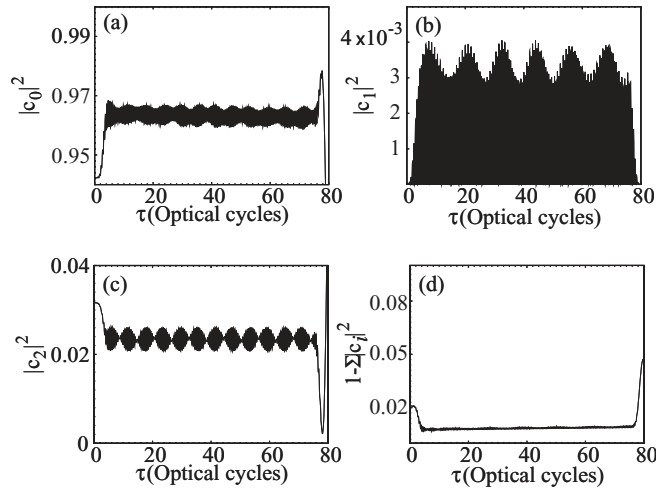 (a)
0.99
0.97
0.95
|c₀|²
0 20 40 60 80
τ(Optical cycles)
(b)
4×10⁻³
3
2
1
|c₁|²
0 20 40 60 80
τ(Optical cycles)
(c)
0.04
0.02
0
|c₂|²
0 20 40 60 80
τ(Optical cycles)
(d)
0.08
0.05
0.02
1-Σ|cᵢ|²
0 20 40 60 80
τ(Optical cycles)